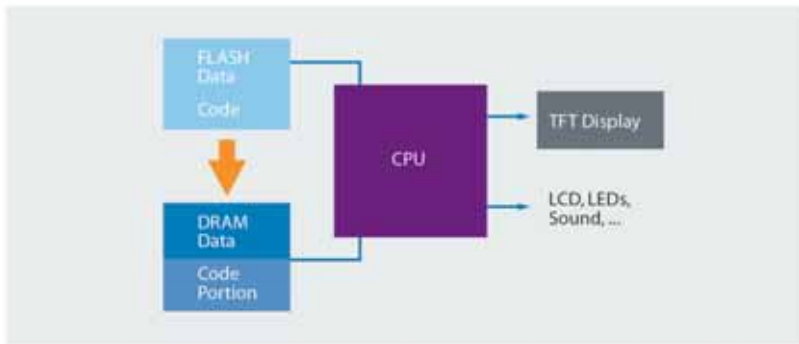 FLASH
Data
Code
DRAM
Data
Code
Portion
CPU
TFT Display
LCD, LEDs,
Sound, ...